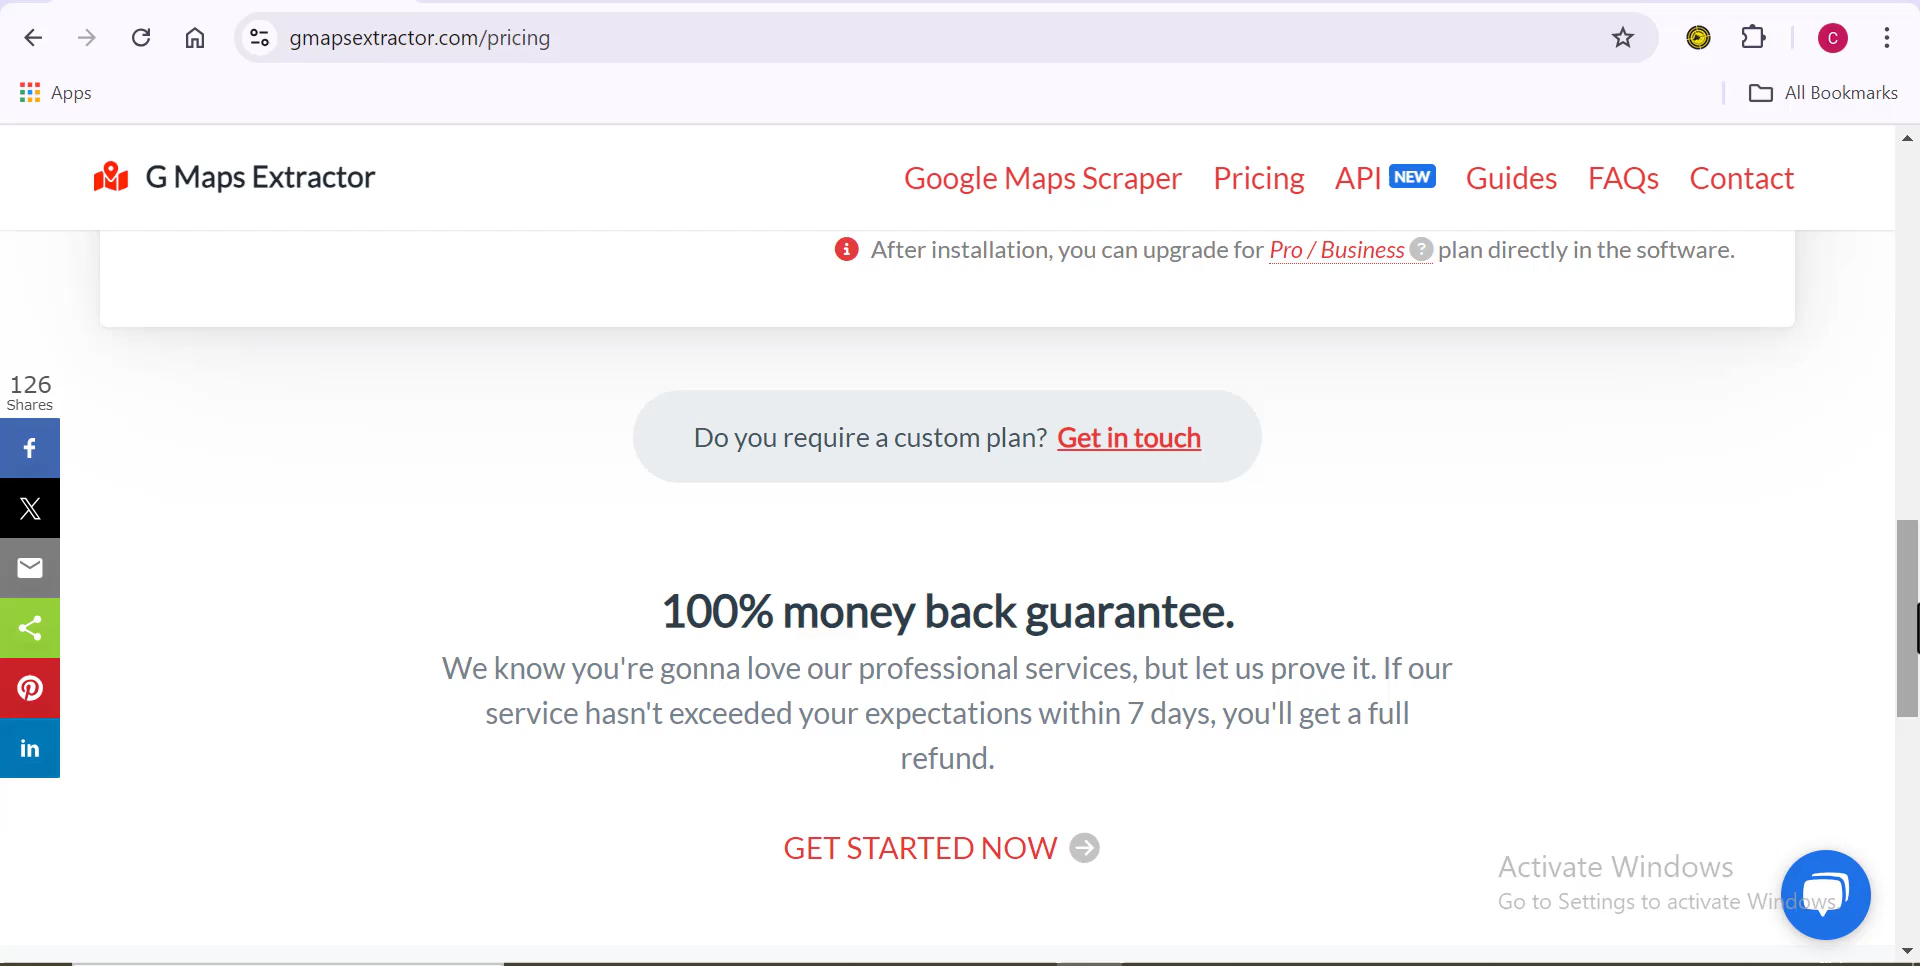 gmapsextractor.com/pricing
C
Apps
All Bookmarks
G Maps Extractor
Google Maps Scraper Pricing API NEW Guides FAQs Contact
After installation, you can upgrade for Pro / Business ? plan directly in the software.
126
Shares
Do you require a custom plan? Get in touch
100% money back guarantee.
We know you're gonna love our professional services, but let us prove it. If our
service hasn't exceeded your expectations within 7 days, you'll get a full
refund.
GET STARTED NOW
Activate Windows
Go to Settings to activate Windows.